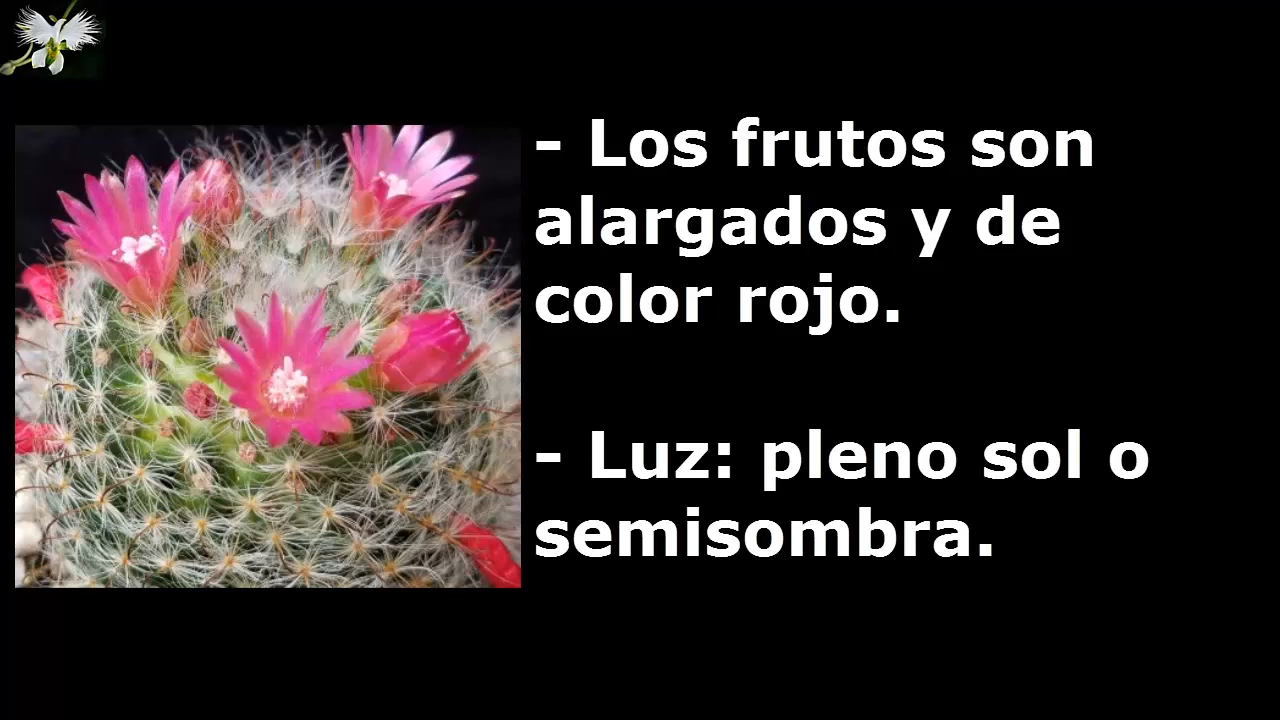 - Los frutos son
alargados y de
color rojo.
- Luz: pleno sol o
semisombra.